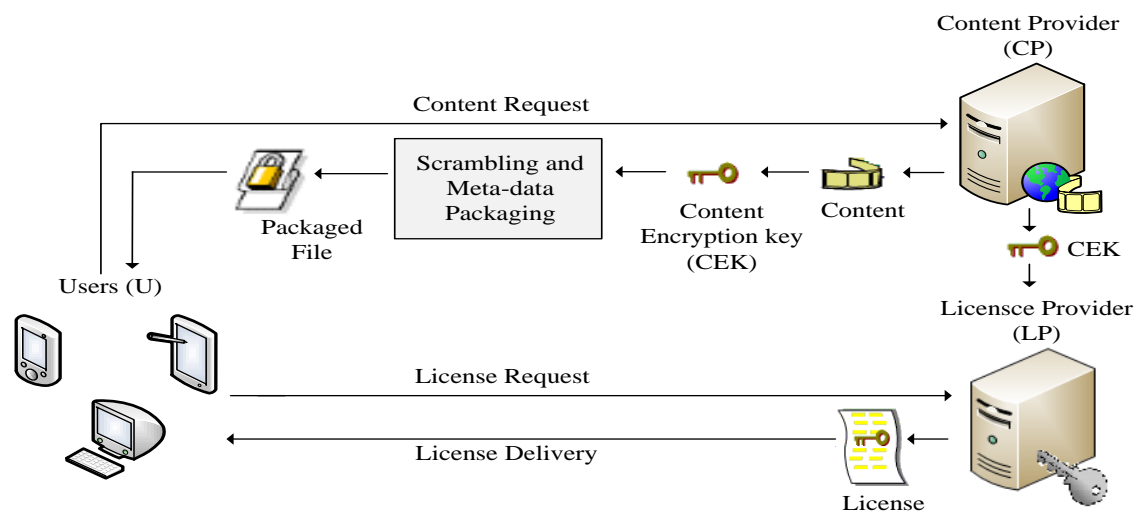 Content Provider
(CP)
Content Request
Scrambling and
Meta-data
Packaging
Packaged
File
Content
Encryption key
(CEK)
Content
CEK
Users (U)
Licensce Provider
(LP)
License Request
License Delivery
License